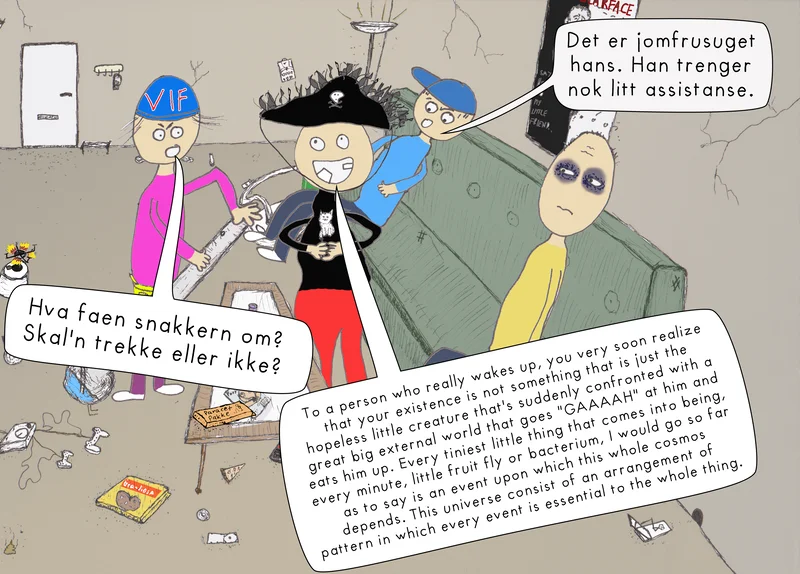 SCARFACE
Det er jomfrusuget
hans. Han trenger
nok litt assistanse.
LITTLE
FRIEND.
VIF
Hva faen snakkern om?
Skal'n trekke eller ikke?
To a person who really wakes up, you very soon realize
that your existence is not something that is just the
hopeless little creature that's suddenly confronted with a
great big external world that goes "GAAAAH" at him and
eats him up. Every tiniest little thing that comes into being,
every minute, little fruit fly or bacterium, I would go so far
as to say is an event upon which this whole cosmos
depends. This universe consist of an arrangement of
pattern in which every event is essential to the whole thing.